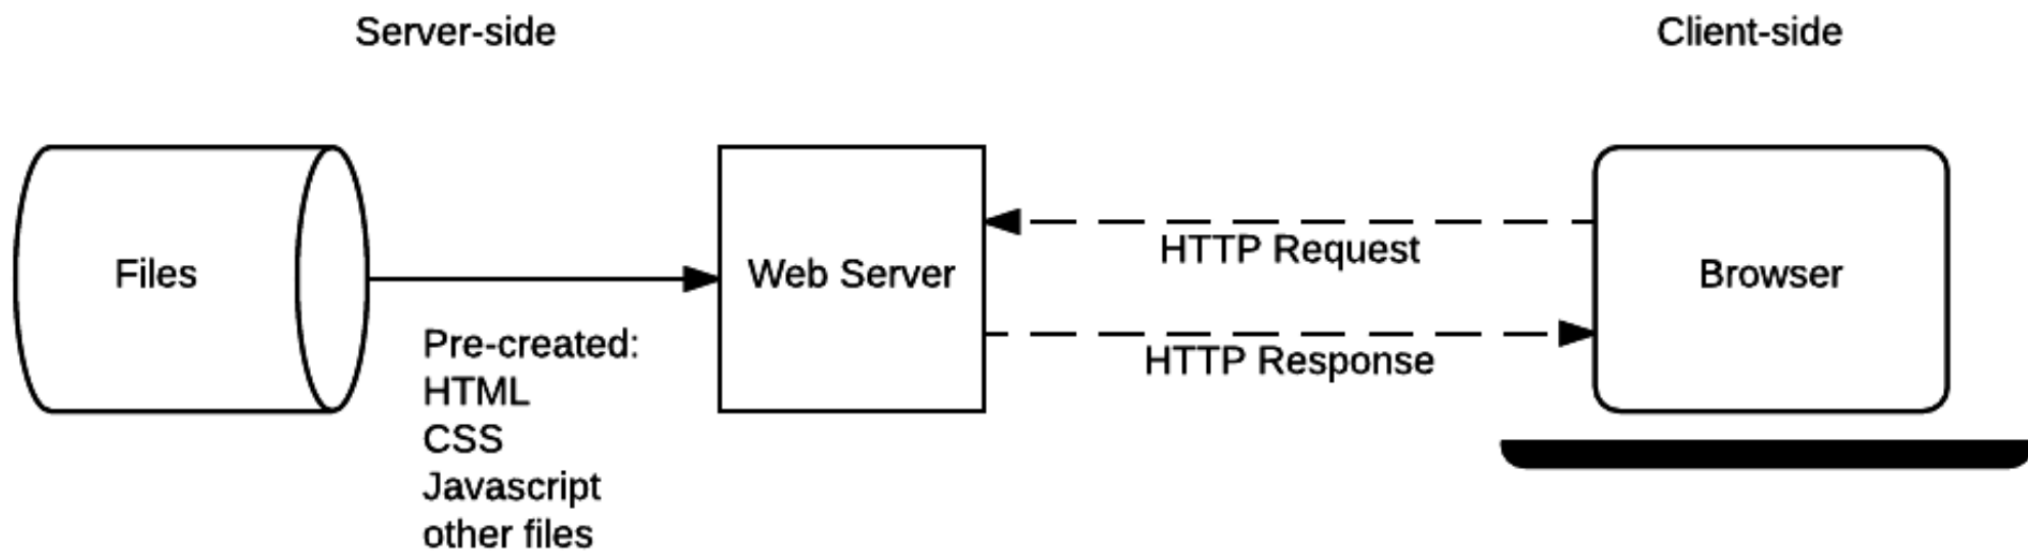 Server-side
Client-side
Files
Web Server
HTTP Request
HTTP Response
Browser
Pre-created:
HTML
CSS
Javascript
other files